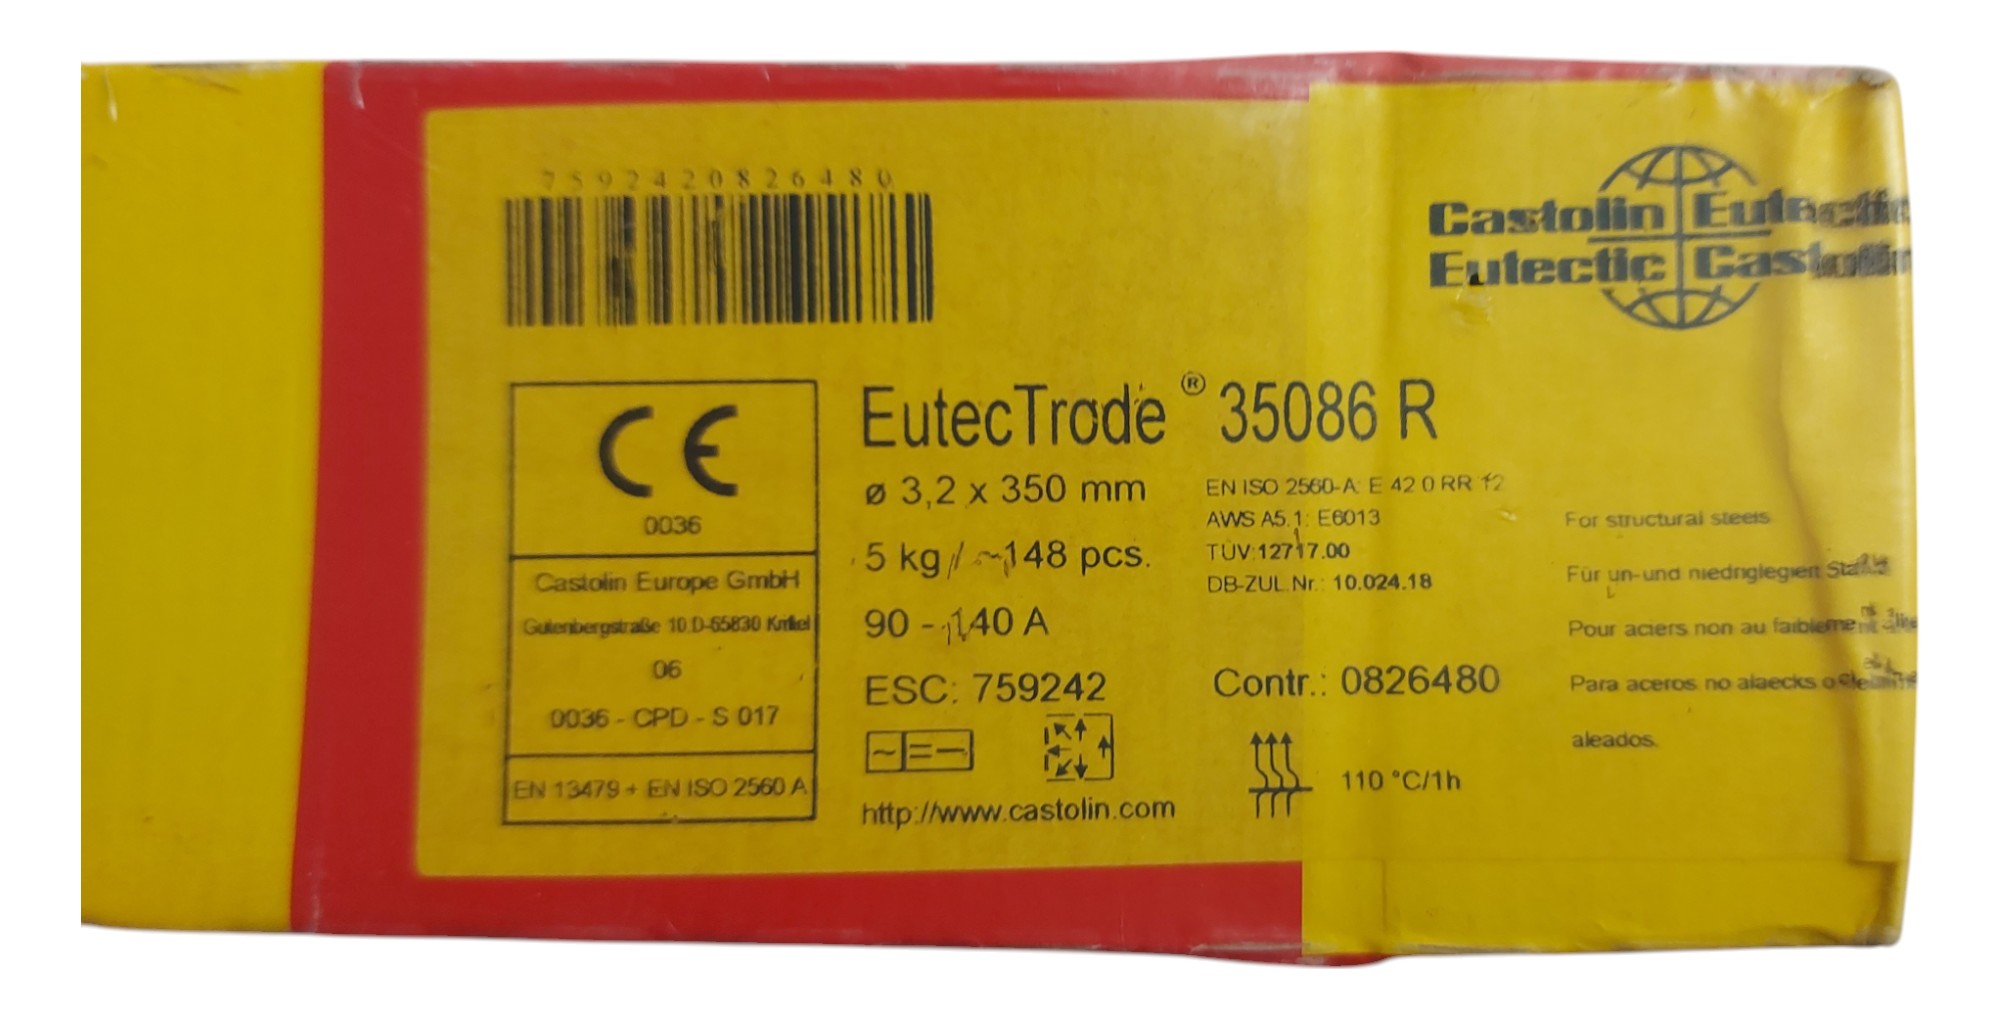 7592420826480
Castolin Eutectic
Eutectic Castolin
CE
0036
Castolin Europe GmbH
Gutenbergstraße 10.D-65830 Kriftel
06
0036 - CPD - S 017
EN 13479 + EN ISO 2560 A
EutecTrode® 35086 R
ø 3,2 x 350 mm
5 kg / ~148 pcs.
90 - 140 A
ESC: 759242
~ = -
http://www.castolin.com
EN ISO 2560-A: E 42 0 RR 12
AWS A5.1: E6013
TÜV:12717.00
DB-ZUL.Nr.: 10.024.18
Contr.: 0826480
110 °C/1h
For structural steels
Für un-und niedriglegiert
Pour aciers non au faiblement
Para aceros no alaecks o
aleados.